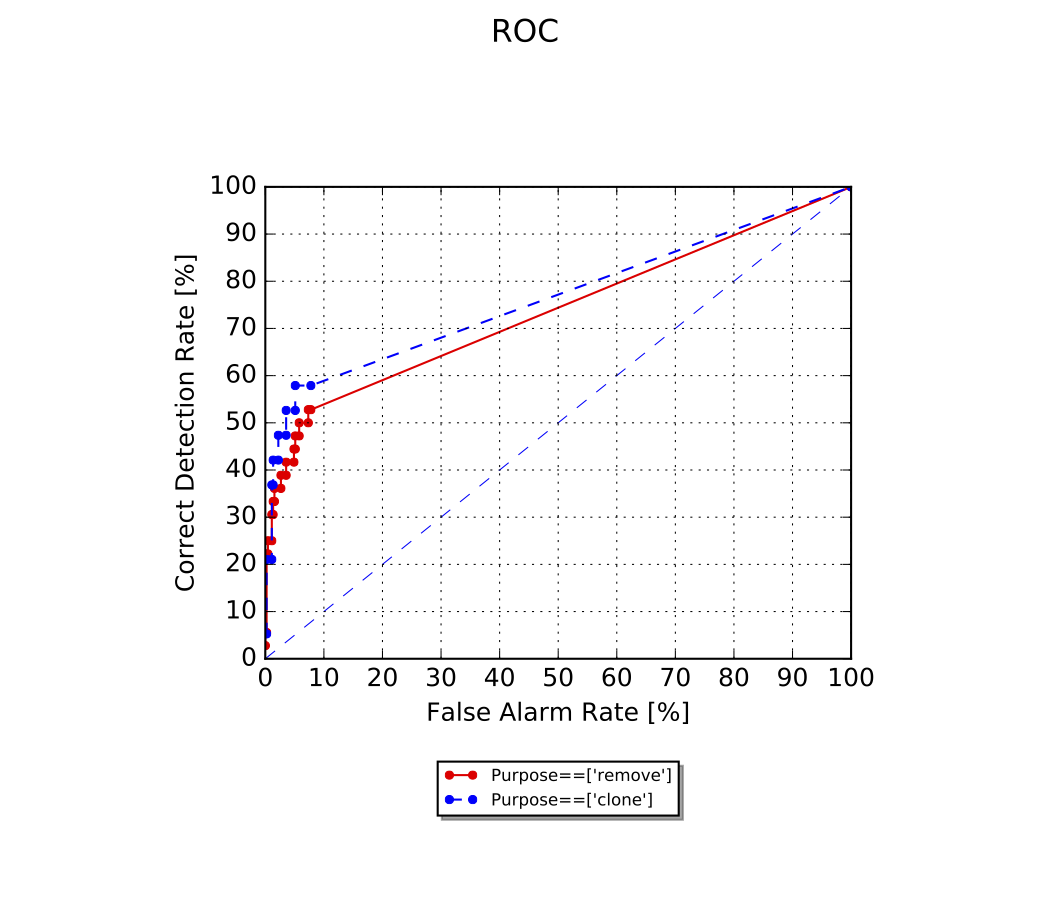 ROC
100
90
80
70
60
50
40
30
20
10
0
Correct Detection Rate [%]
0 10 20 30 40 50 60 70 80 90 100
False Alarm Rate [%]
Purpose==['remove']
Purpose==['clone']